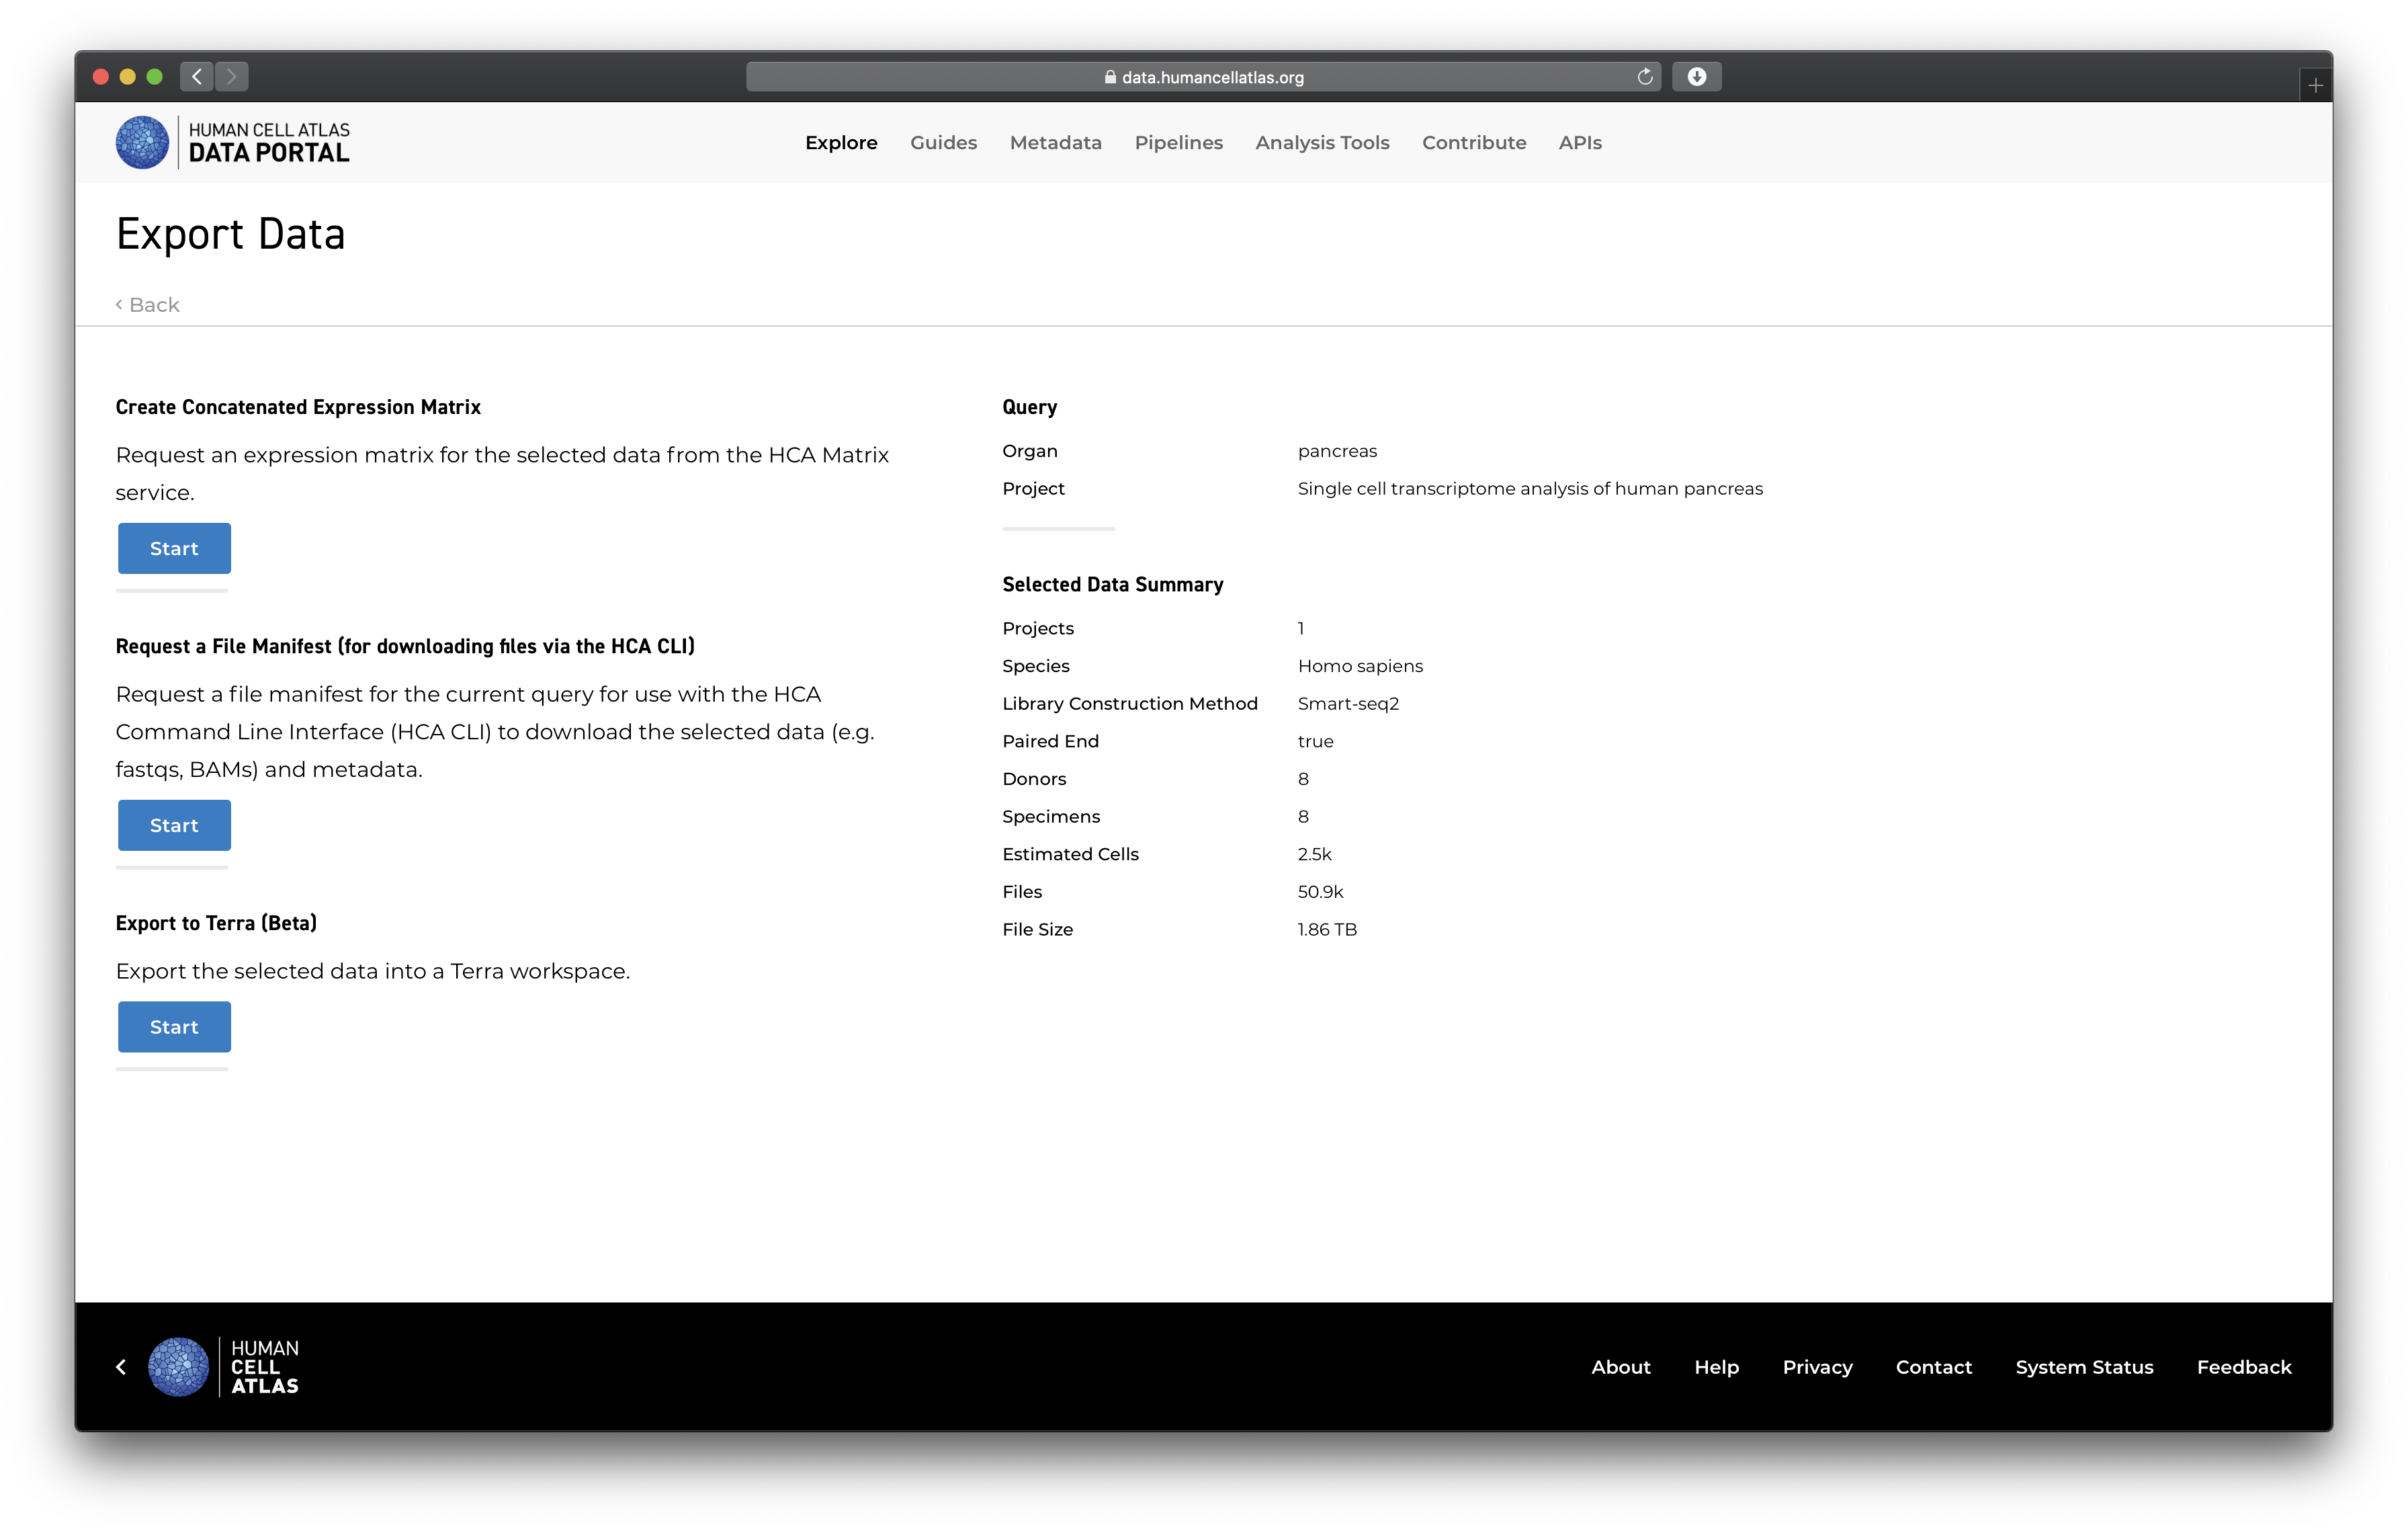 data.humancellatlas.org
HUMAN CELL ATLAS
DATA PORTAL
Explore Guides Metadata Pipelines Analysis Tools Contribute APIs
Export Data
Back
Create Concatenated Expression Matrix
Request an expression matrix for the selected data from the HCA Matrix
service.
Start
Request a File Manifest (for downloading files via the HCA CLI)
Request a file manifest for the current query for use with the HCA
Command Line Interface (HCA CLI) to download the selected data (e.g.
fastqs, BAMs) and metadata.
Start
Export to Terra (Beta)
Export the selected data into a Terra workspace.
Start
Query
Organ pancreas
Project Single cell transcriptome analysis of human pancreas
Selected Data Summary
Projects 1
Species Homo sapiens
Library Construction Method Smart-seq2
Paired End true
Donors 8
Specimens 8
Estimated Cells 2.5k
Files 50.9k
File Size 1.86 TB
HUMAN
CELL
ATLAS
About Help Privacy Contact System Status Feedback